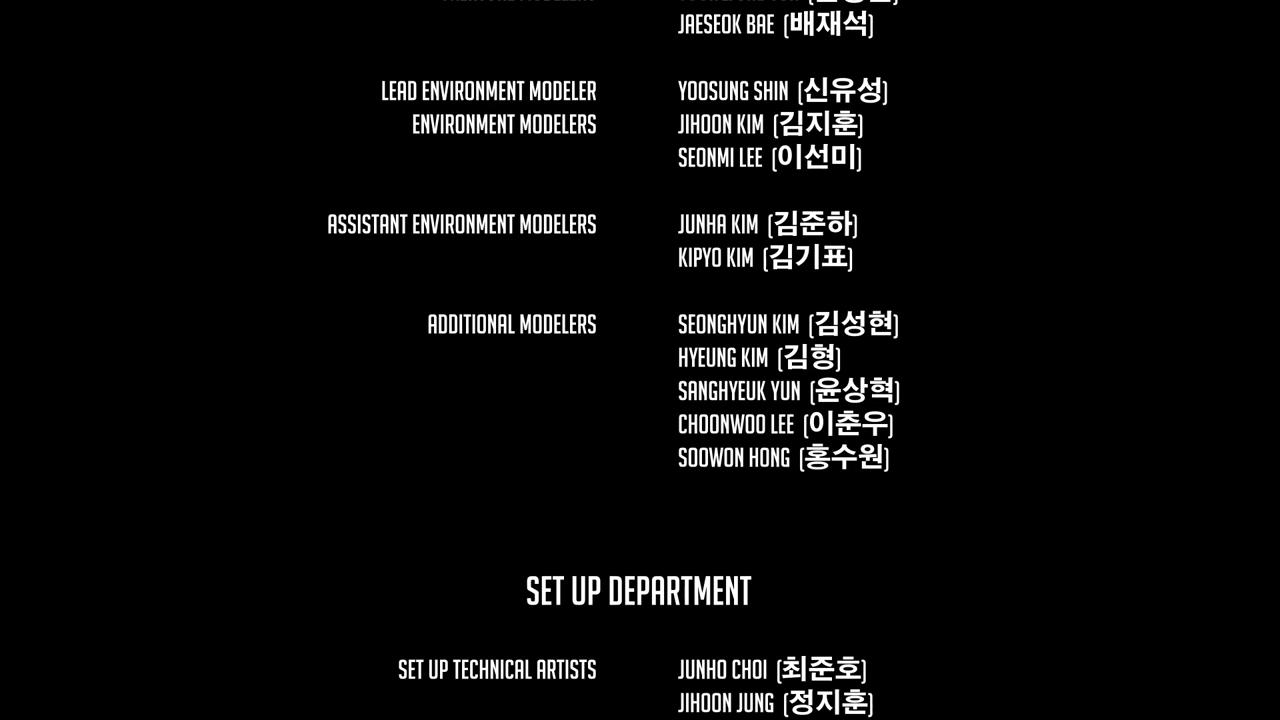 JAESEOK BAE (배재석)
LEAD ENVIRONMENT MODELER YOOSUNG SHIN (신유성)
ENVIRONMENT MODELERS JIHOON KIM (김지훈)
SEONMI LEE (이선미)
ASSISTANT ENVIRONMENT MODELERS JUNHA KIM (김준하)
KIPYO KIM (김기표)
ADDITIONAL MODELERS SEONGHYUN KIM (김성현)
HYEUNG KIM (김형)
SANGHYEUK YUN (윤상혁)
CHOONWOO LEE (이춘우)
SOOWON HONG (홍수원)
SET UP DEPARTMENT
SET UP TECHNICAL ARTISTS JUNHO CHOI (최준호)
JIHOON JUNG (정지훈)